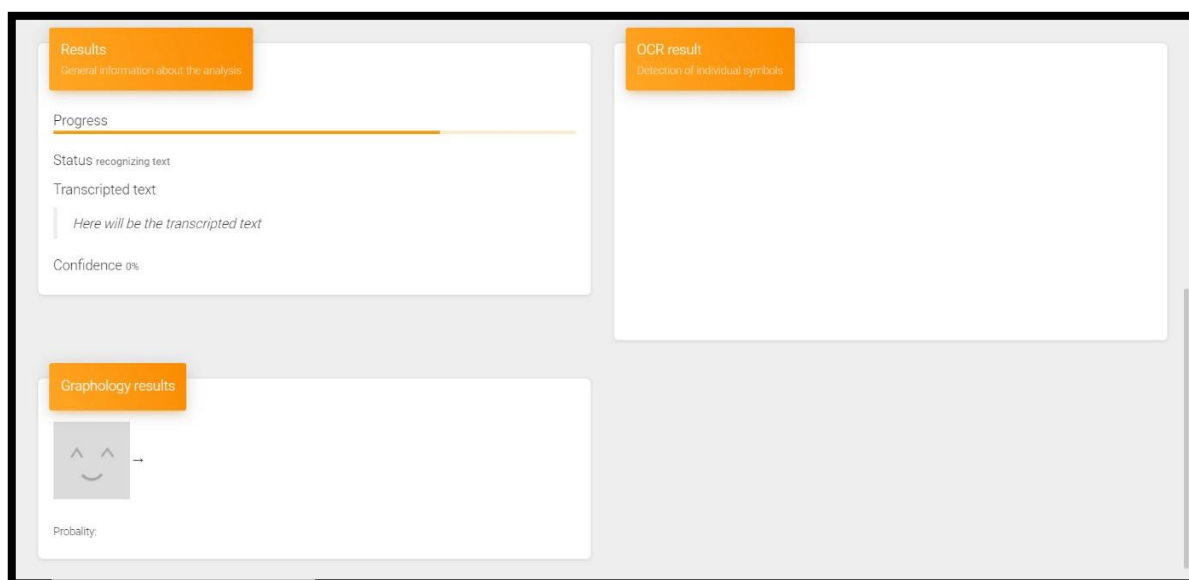 Results
General information about the analysis
Progress
Status recognizing text
Transcripted text
Here will be the transcripted text
Confidence 0%
OCR result
Detection of individual symbols
Graphology results
→
Probality: